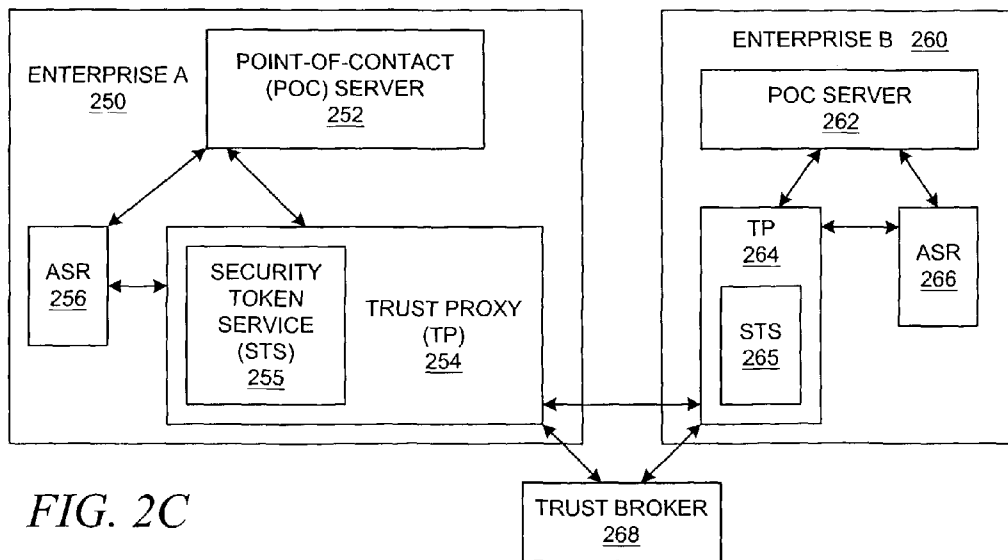 ENTERPRISE A
250
POINT-OF-CONTACT
(POC) SERVER
252
ASR
256
SECURITY
TOKEN
SERVICE
(STS)
255
TRUST PROXY
(TP)
254
ENTERPRISE B 260
POC SERVER
262
TP
264
STS
265
ASR
266
TRUST BROKER
268
FIG. 2C